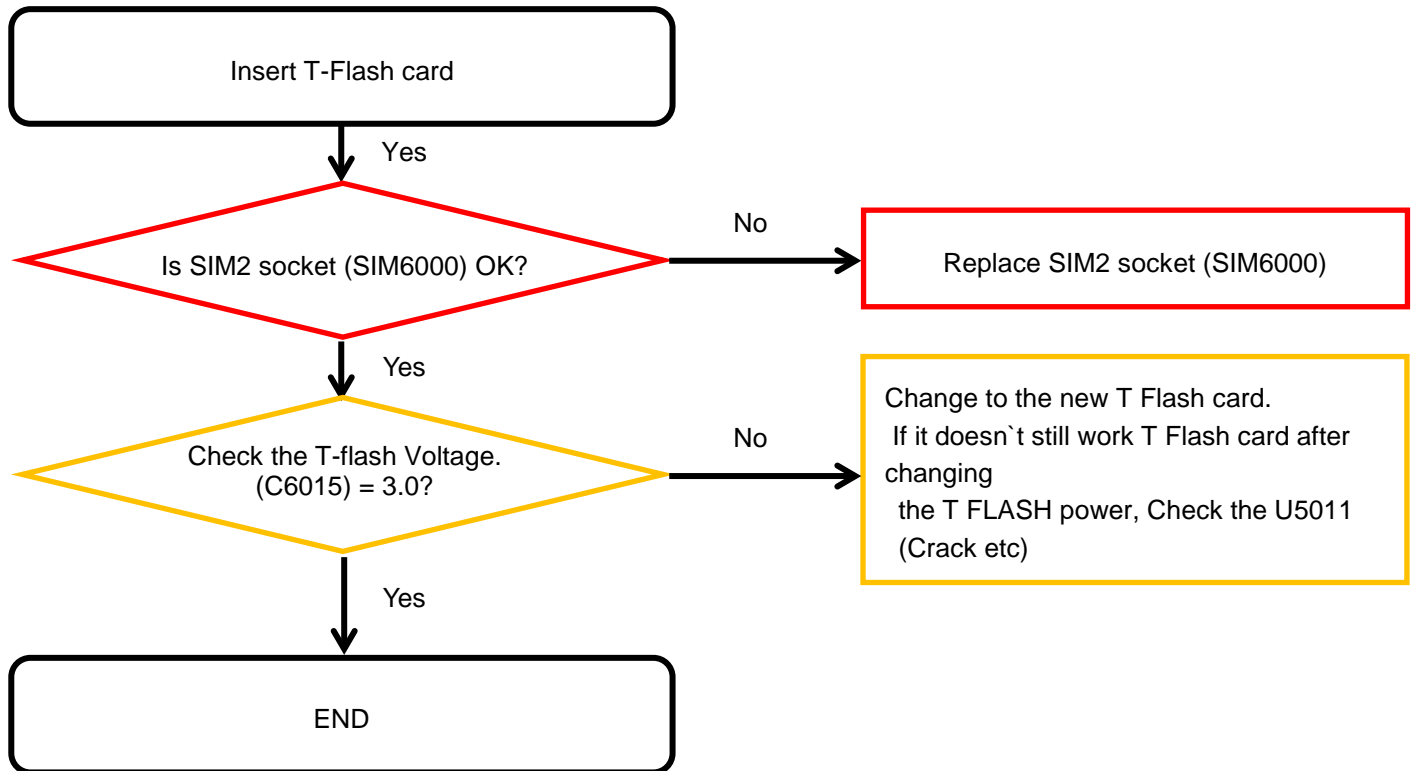 Insert T-Flash card
Yes
Is SIM2 socket (SIM6000) OK?
No
Replace SIM2 socket (SIM6000)
Yes
Check the T-flash Voltage.
(C6015) = 3.0?
No
Change to the new T Flash card.
If it doesn`t still work T Flash card after
changing
the T FLASH power, Check the U5011
(Crack etc)
Yes
END